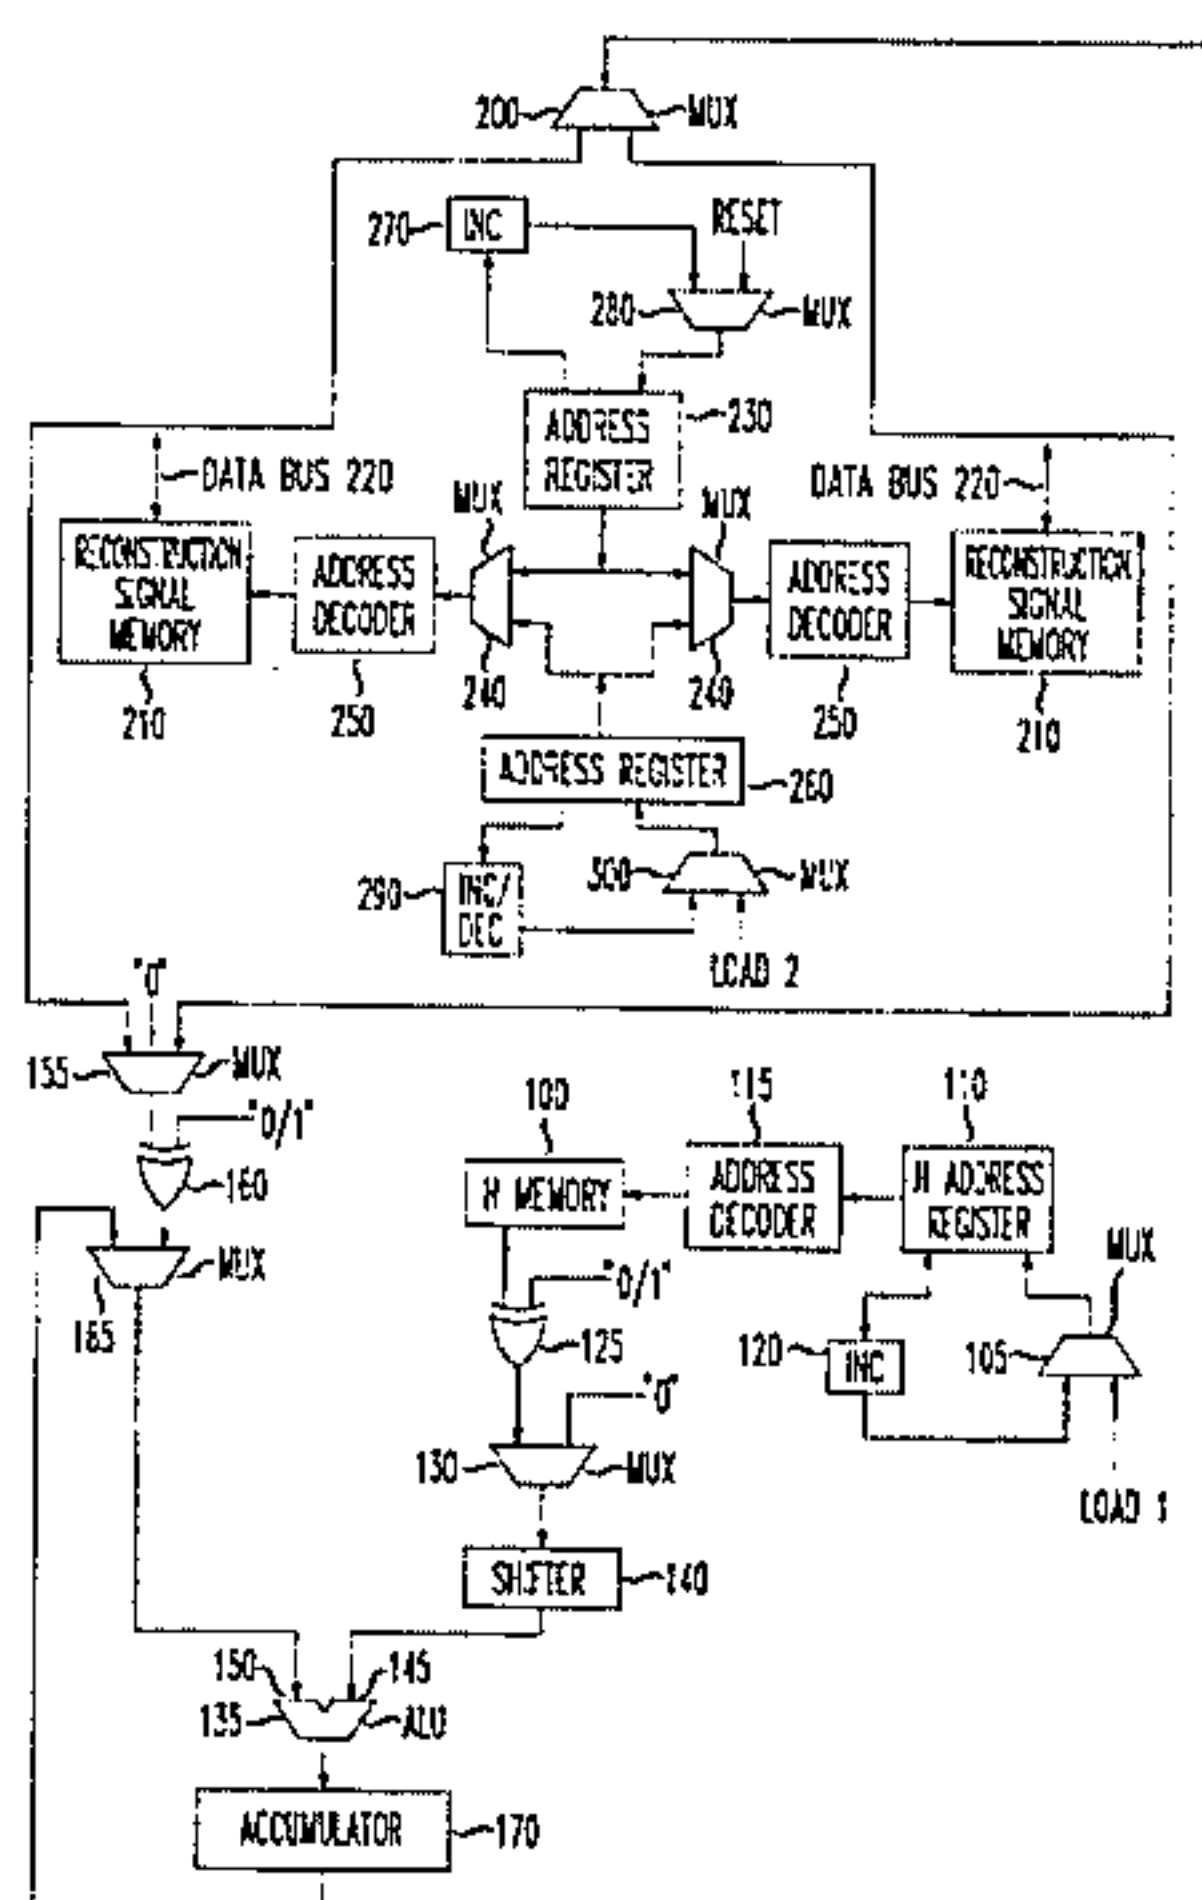 200 MUX
270 INC
RESET
280 MUX
ADDRESS
REGISTER
230
DATA BUS 220
DATA BUS 220
MUX
MUX
RECONSTRUCTION
SIGNAL
MEMORY
ADDRESS
DECODER
ADDRESS
DECODER
RECONSTRUCTION
SIGNAL
MEMORY
210
250
240
240
250
210
ADDRESS REGISTER
260
300 MUX
290 INC/
DEC
LOAD 2
"0"
155 MUX
"0/1"
160
MUX
165
100
115
110
H MEMORY
ADDRESS
DECODER
H ADDRESS
REGISTER
MUX
"0/1"
125
120 INC
105
"0"
130 MUX
LOAD 1
SHIFTER
140
150 145
135 ALU
ACCUMULATOR
170